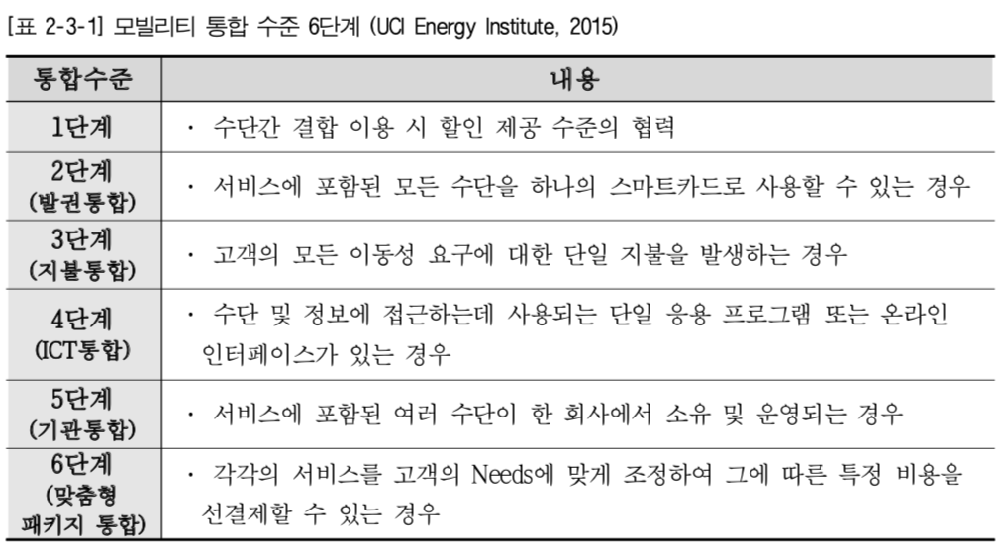 [표 2-3-1] 모빌리티 통합 수준 6단계 (UCI Energy Institute, 2015)
통합수준 내용
1단계 · 수단간 결합 이용 시 할인 제공 수준의 협력
2단계
(발권통합) · 서비스에 포함된 모든 수단을 하나의 스마트카드로 사용할 수 있는 경우
3단계
(지불통합) · 고객의 모든 이동성 요구에 대한 단일 지불을 발생하는 경우
4단계
(ICT통합) · 수단 및 정보에 접근하는데 사용되는 단일 응용 프로그램 또는 온라인
인터페이스가 있는 경우
5단계
(기관통합) · 서비스에 포함된 여러 수단이 한 회사에서 소유 및 운영되는 경우
6단계
(맞춤형
패키지 통합) · 각각의 서비스를 고객의 Needs에 맞게 조정하여 그에 따른 특정 비용을
선결제할 수 있는 경우